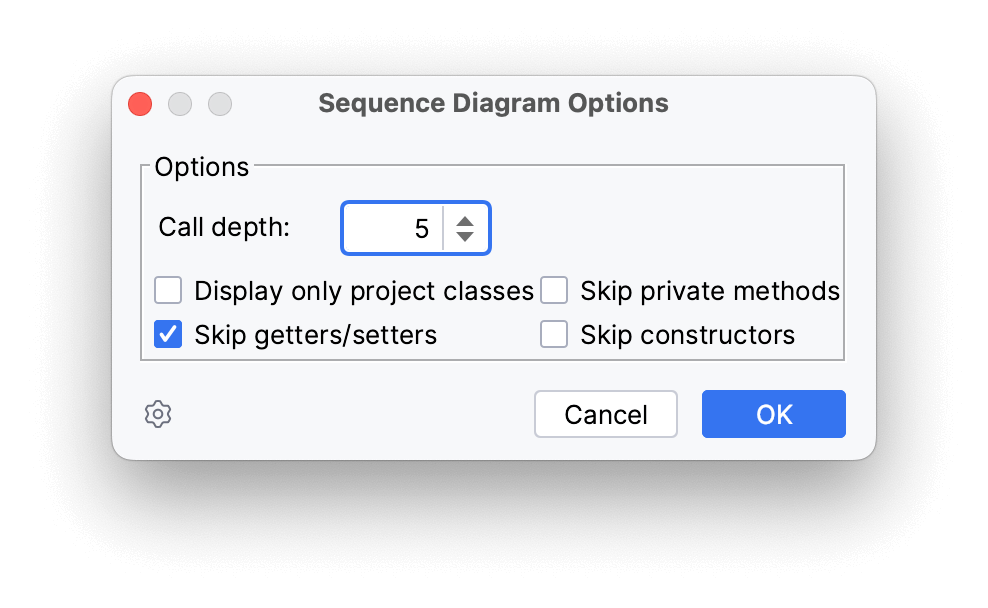 Sequence Diagram Options
Options
Call depth: 5
Display only project classes Skip private methods
Skip getters/setters Skip constructors
Cancel OK